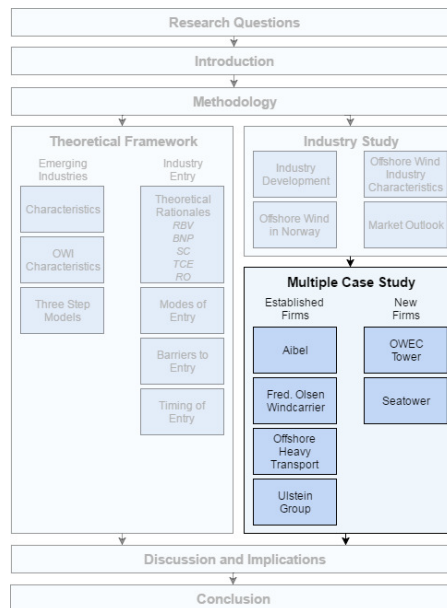 Research Questions
Introduction
Methodology
Theoretical Framework
Emerging
Industries
Characteristics
OWI
Characteristics
Three Step
Models
Industry
Entry
Theoretical
Rationales
RBV
BNP
SC
TCE
RO
Modes of
Entry
Barriers to
Entry
Timing of
Entry
Industry Study
Industry
Development
Offshore Wind
Industry
Characteristics
Offshore Wind
in Norway
Market Outlook
Multiple Case Study
Established
Firms
Aibel
Fred. Olsen
Windcarrier
Offshore
Heavy
Transport
Ulstein
Group
New
Firms
OWEC
Tower
Seatower
Discussion and Implications
Conclusion